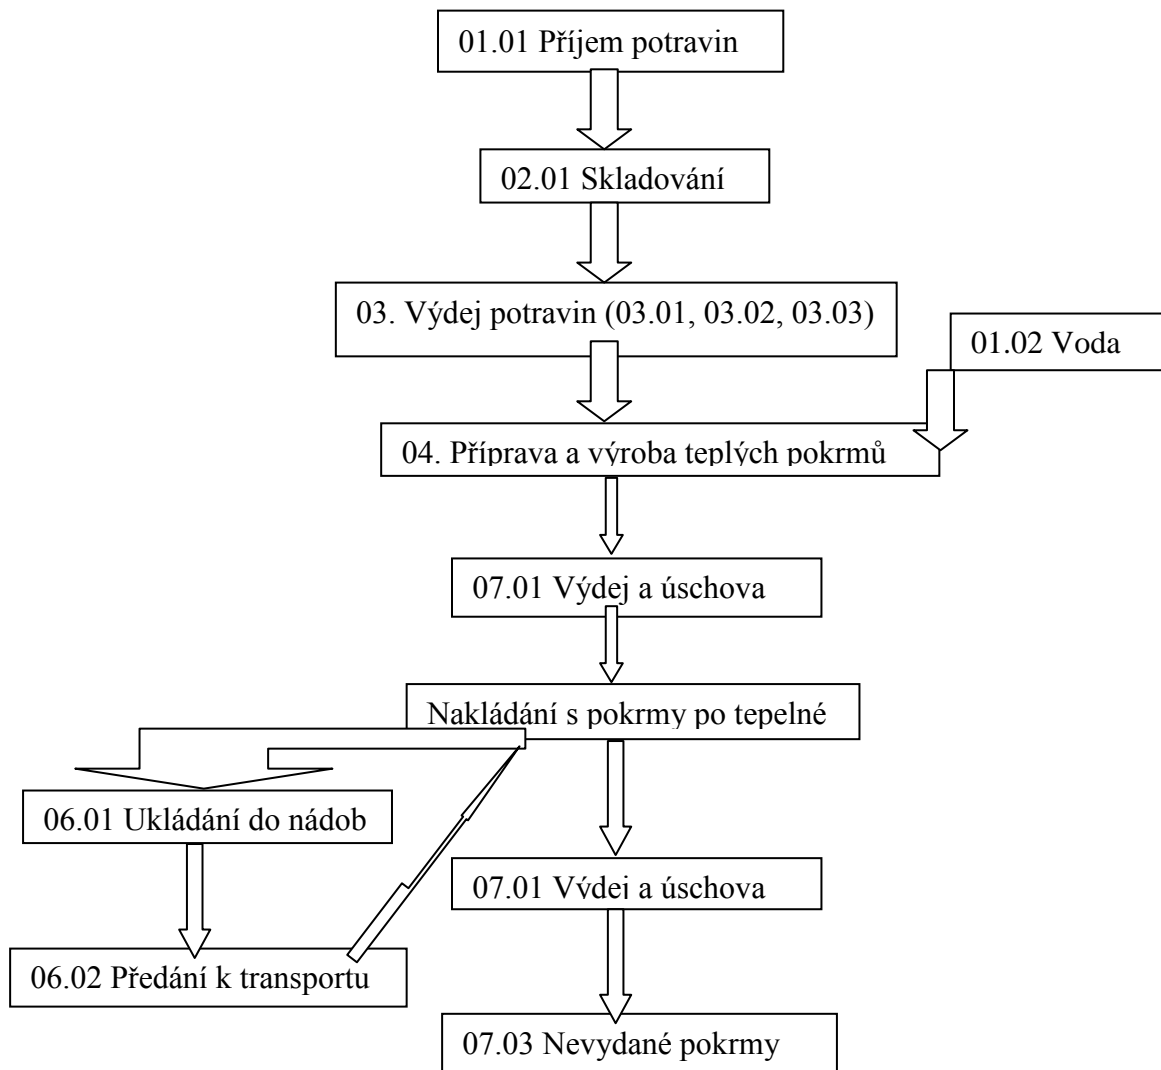 01.01 Příjem potravin
02.01 Skladování
03. Výdej potravin (03.01, 03.02, 03.03)
01.02 Voda
04. Příprava a výroba teplých pokrmů
07.01 Výdej a úschova
Nakládání s pokrmy po tepelné
06.01 Ukládání do nádob
07.01 Výdej a úschova
06.02 Předání k transportu
07.03 Nevydané pokrmy